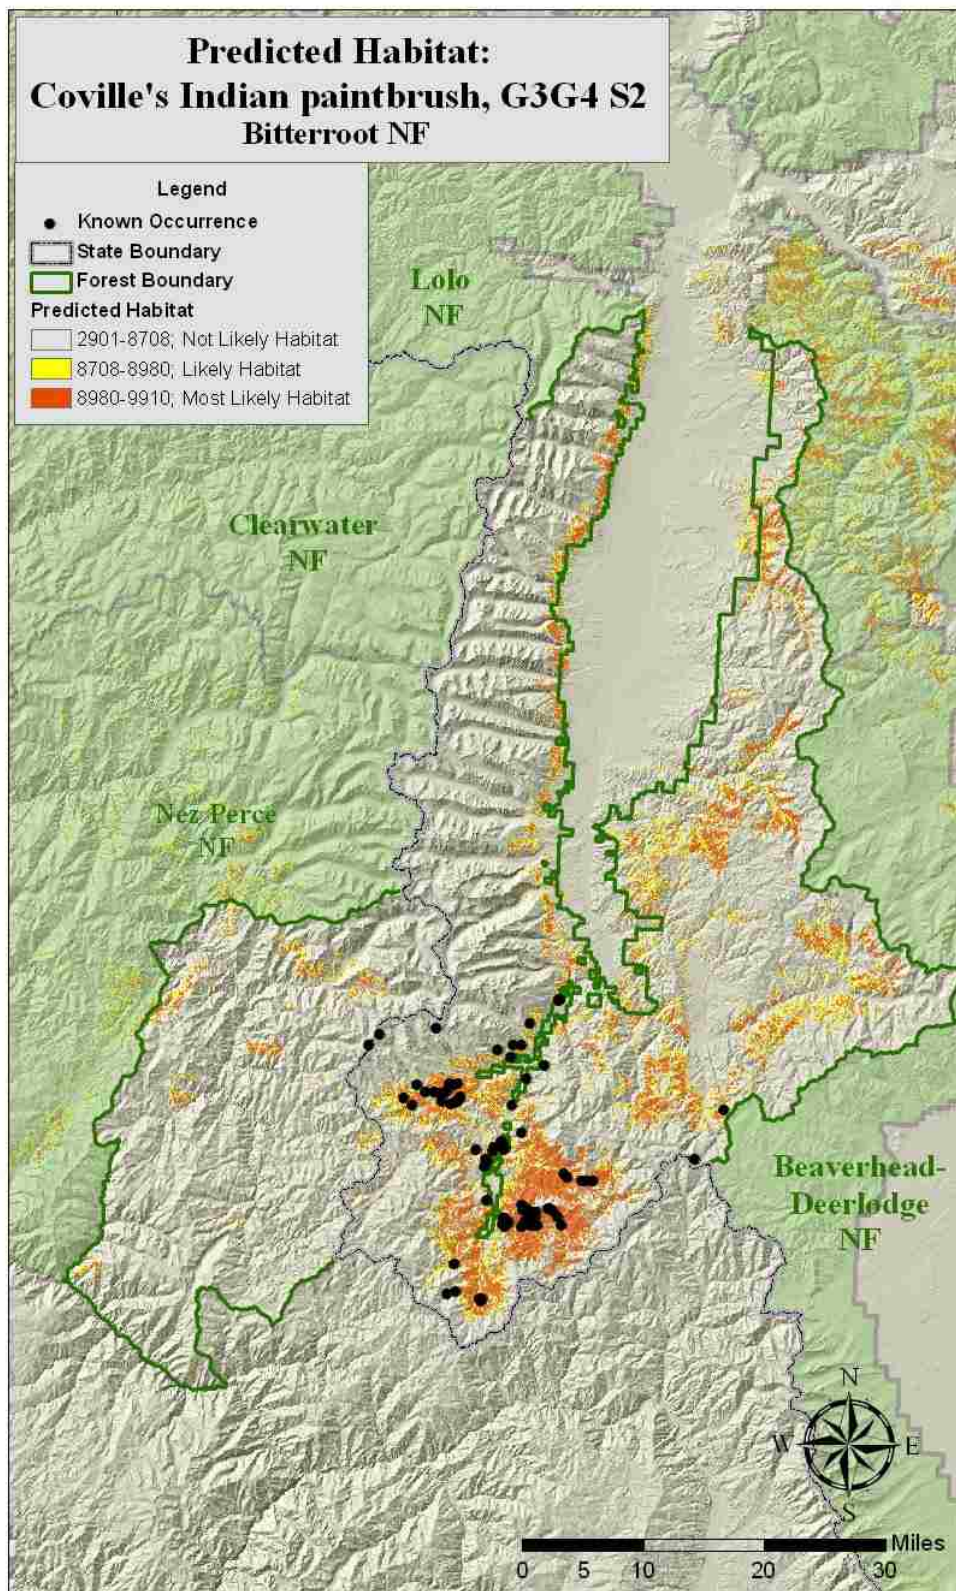 Predicted Habitat:
Coville's Indian paintbrush, G3G4 S2
Bitterroot NF
Legend
Known Occurrence
State Boundary
Forest Boundary
Predicted Habitat
2901-8708; Not Likely Habitat
8708-8980; Likely Habitat
8980-9910; Most Likely Habitat
Lolo
NF
Clearwater
NF
Nez Perce
NF
Beaverhead-
Deerlodge
NF
N
W E
S
Miles
0 5 10 20 30